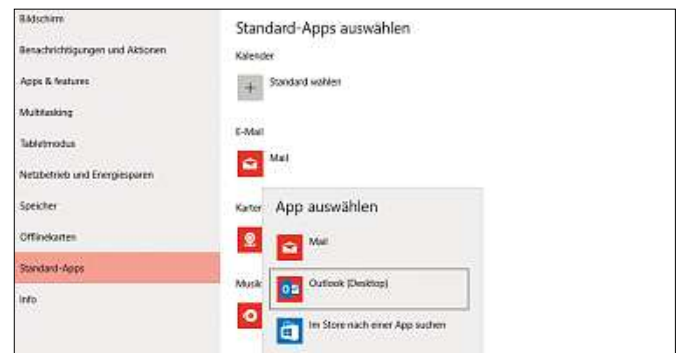 Bildschirm
Benachrichtigungen und Aktionen
Apps & features
Multitasking
Tabletmodus
Netzbetrieb und Energiesparen
Speicher
Offlinekarten
Standard-Apps
Info
Standard-Apps auswählen
Kalender
Standard wählen
E-Mail
Mail
Karten
Musik
App auswählen
Mail
Outlook (Desktop)
Im Store nach einer App suchen